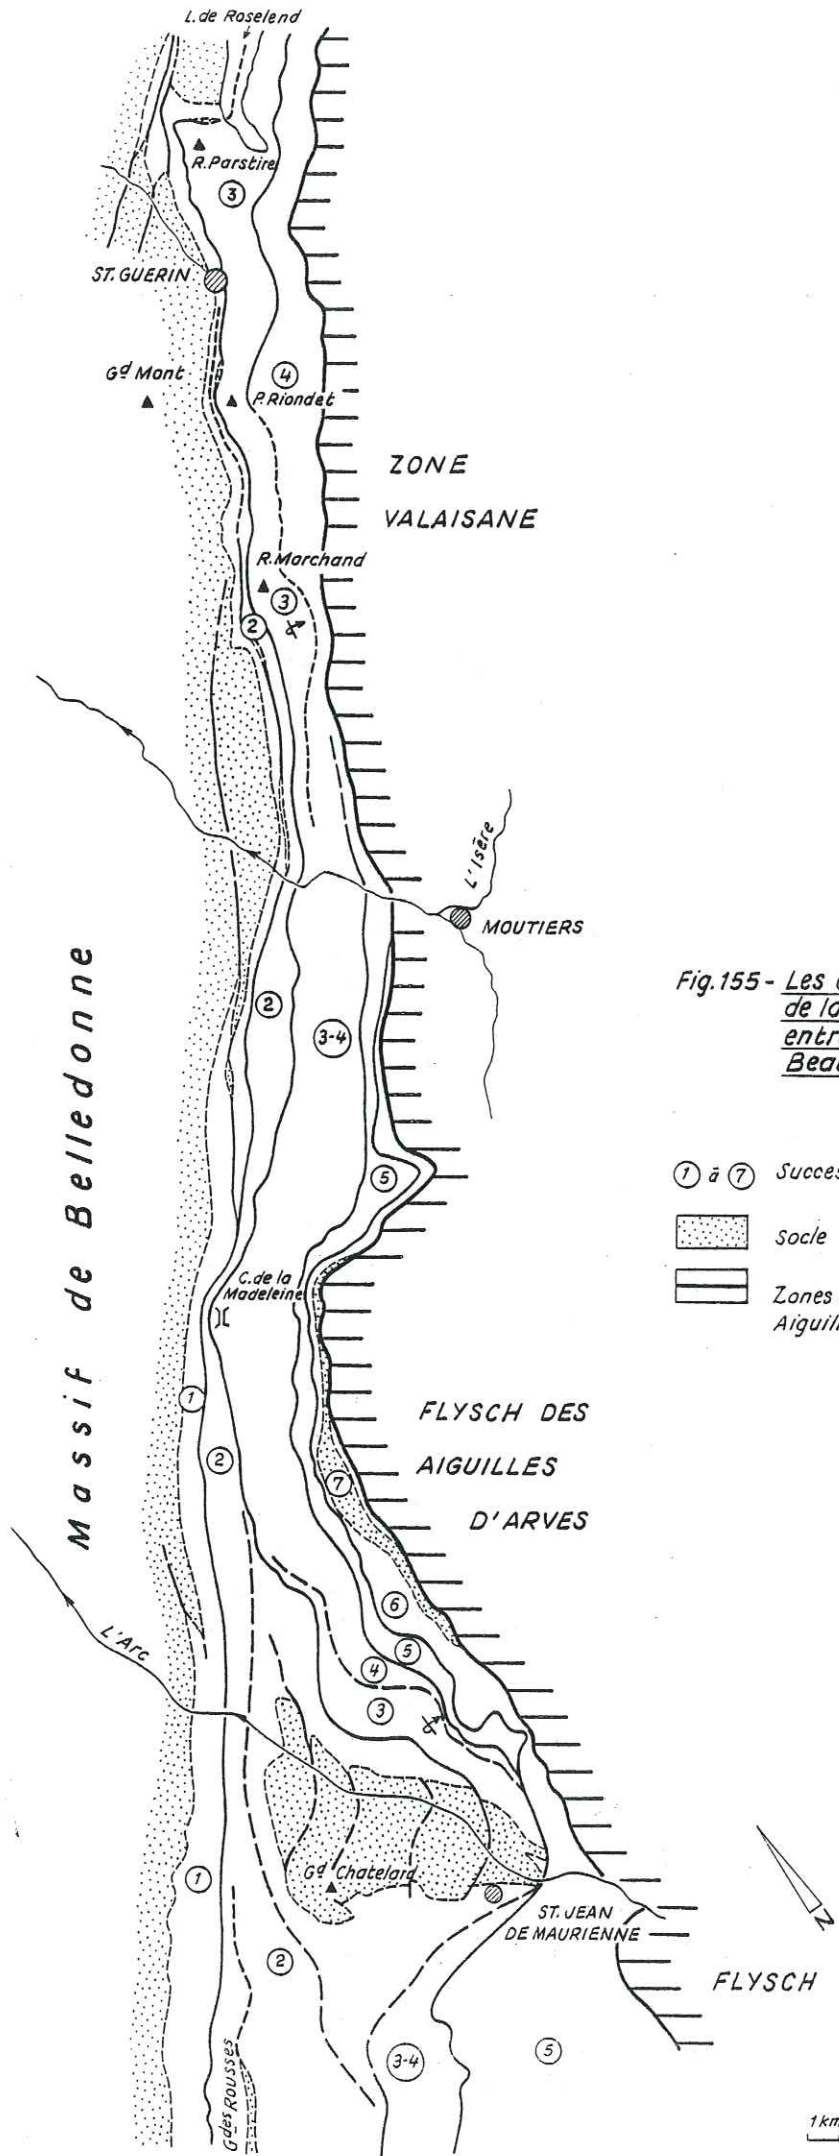 L. de Roselend
R. Parstire
3
ST. GUERIN
Gd Mont
4
P. Riondet
ZONE
VALAISANE
R. Marchand
3
2
L'Isère
MOUTIERS
2
3-4
Massif de Belledonne
Fig. 155 - Les
de la
entr
Bea
1 à 7 Succes
Socle
Zones
Aiguill
5
C. de la
Madeleine
1
2
FLYSCH DES
AIGUILLES
D'ARVES
7
6
5
4
3
L'Arc
1
Gd Chatelard
ST. JEAN
DE MAURIENNE
N
2
FLYSCH
3-4
5
Gdes ROUSSES
1 km